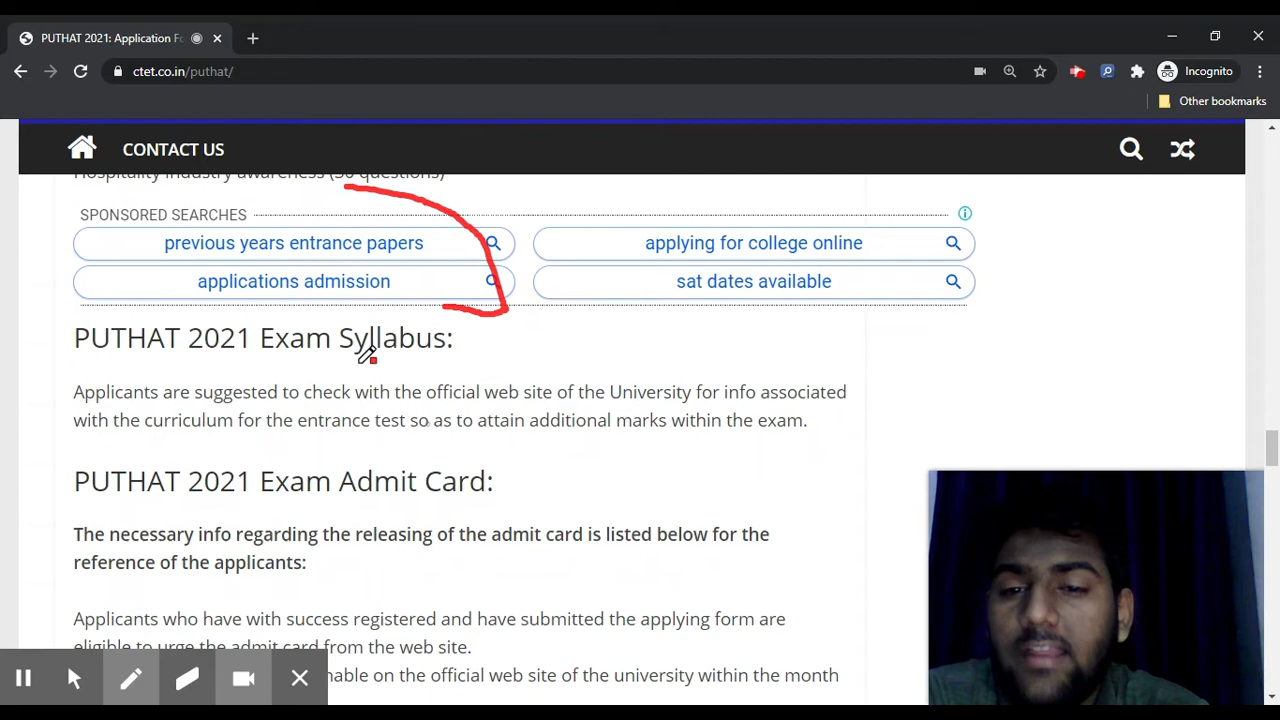 PUTHAT 2021: Application Fo
ctet.co.in/puthat/
Incognito
Other bookmarks
CONTACT US
Hospitality industry awareness (50 questions)
SPONSORED SEARCHES
previous years entrance papers
applying for college online
applications admission
sat dates available
PUTHAT 2021 Exam Syllabus:
Applicants are suggested to check with the official web site of the University for info associated
with the curriculum for the entrance test so as to attain additional marks within the exam.
PUTHAT 2021 Exam Admit Card:
The necessary info regarding the releasing of the admit card is listed below for the
reference of the applicants:
Applicants who have with success registered and have submitted the applying form are
eligible to urge the admit card from the web site.
on the official web site of the university within the month